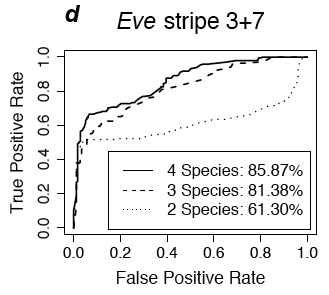 d
Eve stripe 3+7
True Positive Rate
1.0
0.8
0.6
0.4
0.2
0.0
4 Species: 85.87%
3 Species: 81.38%
2 Species: 61.30%
0.0 0.2 0.4 0.6 0.8 1.0
False Positive Rate